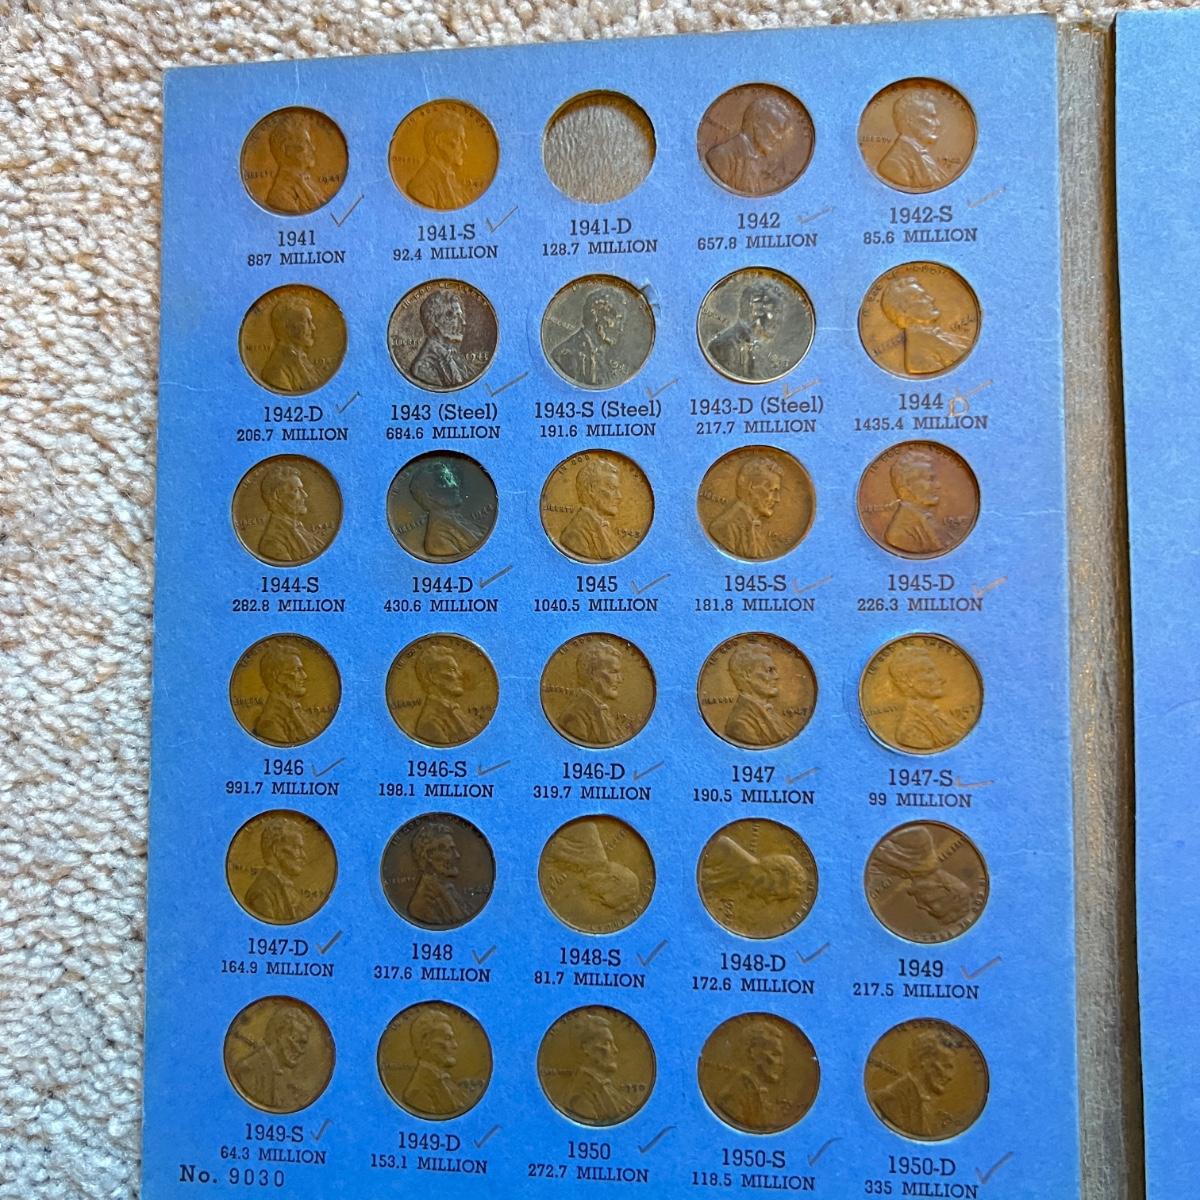 1941
887 MILLION
1941-S
92.4 MILLION
1941-D
128.7 MILLION
1942
657.8 MILLION
1942-S
85.6 MILLION
1942-D
206.7 MILLION
1943 (Steel)
684.6 MILLION
1943-S (Steel)
191.6 MILLION
1943-D (Steel)
217.7 MILLION
1944 D
1435.4 MILLION
1944-S
282.8 MILLION
1944-D
430.6 MILLION
1945
1040.5 MILLION
1945-S
181.8 MILLION
1945-D
226.3 MILLION
1946
991.7 MILLION
1946-S
198.1 MILLION
1946-D
319.7 MILLION
1947
190.5 MILLION
1947-S
99 MILLION
1947-D
164.9 MILLION
1948
317.6 MILLION
1948-S
81.7 MILLION
1948-D
172.6 MILLION
1949
217.5 MILLION
1949-S
64.3 MILLION
1949-D
153.1 MILLION
1950
272.7 MILLION
1950-S
118.5 MILLION
1950-D
335 MILLION
No. 9030